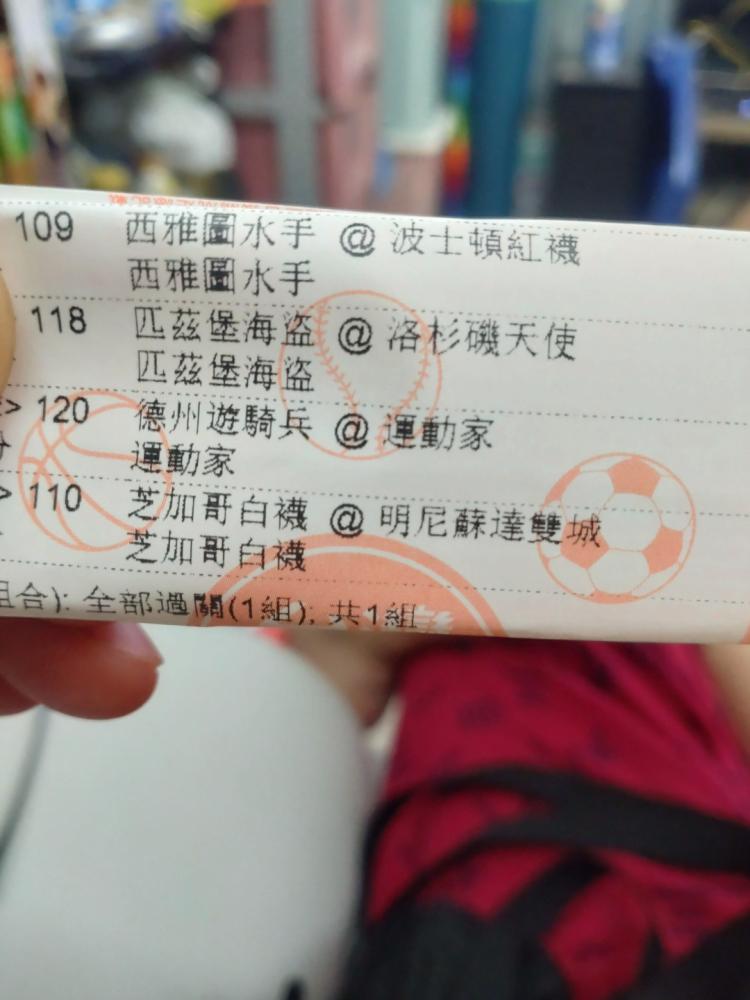 109 西雅圖水手 @ 波士頓紅襪
西雅圖水手
118 匹茲堡海盜 @ 洛杉磯天使
匹茲堡海盜
> 120 德州遊騎兵 @ 運動家
運動家
> 110 芝加哥白襪 @ 明尼蘇達雙城
芝加哥白襪
組合): 全部過關(1組); 共1組